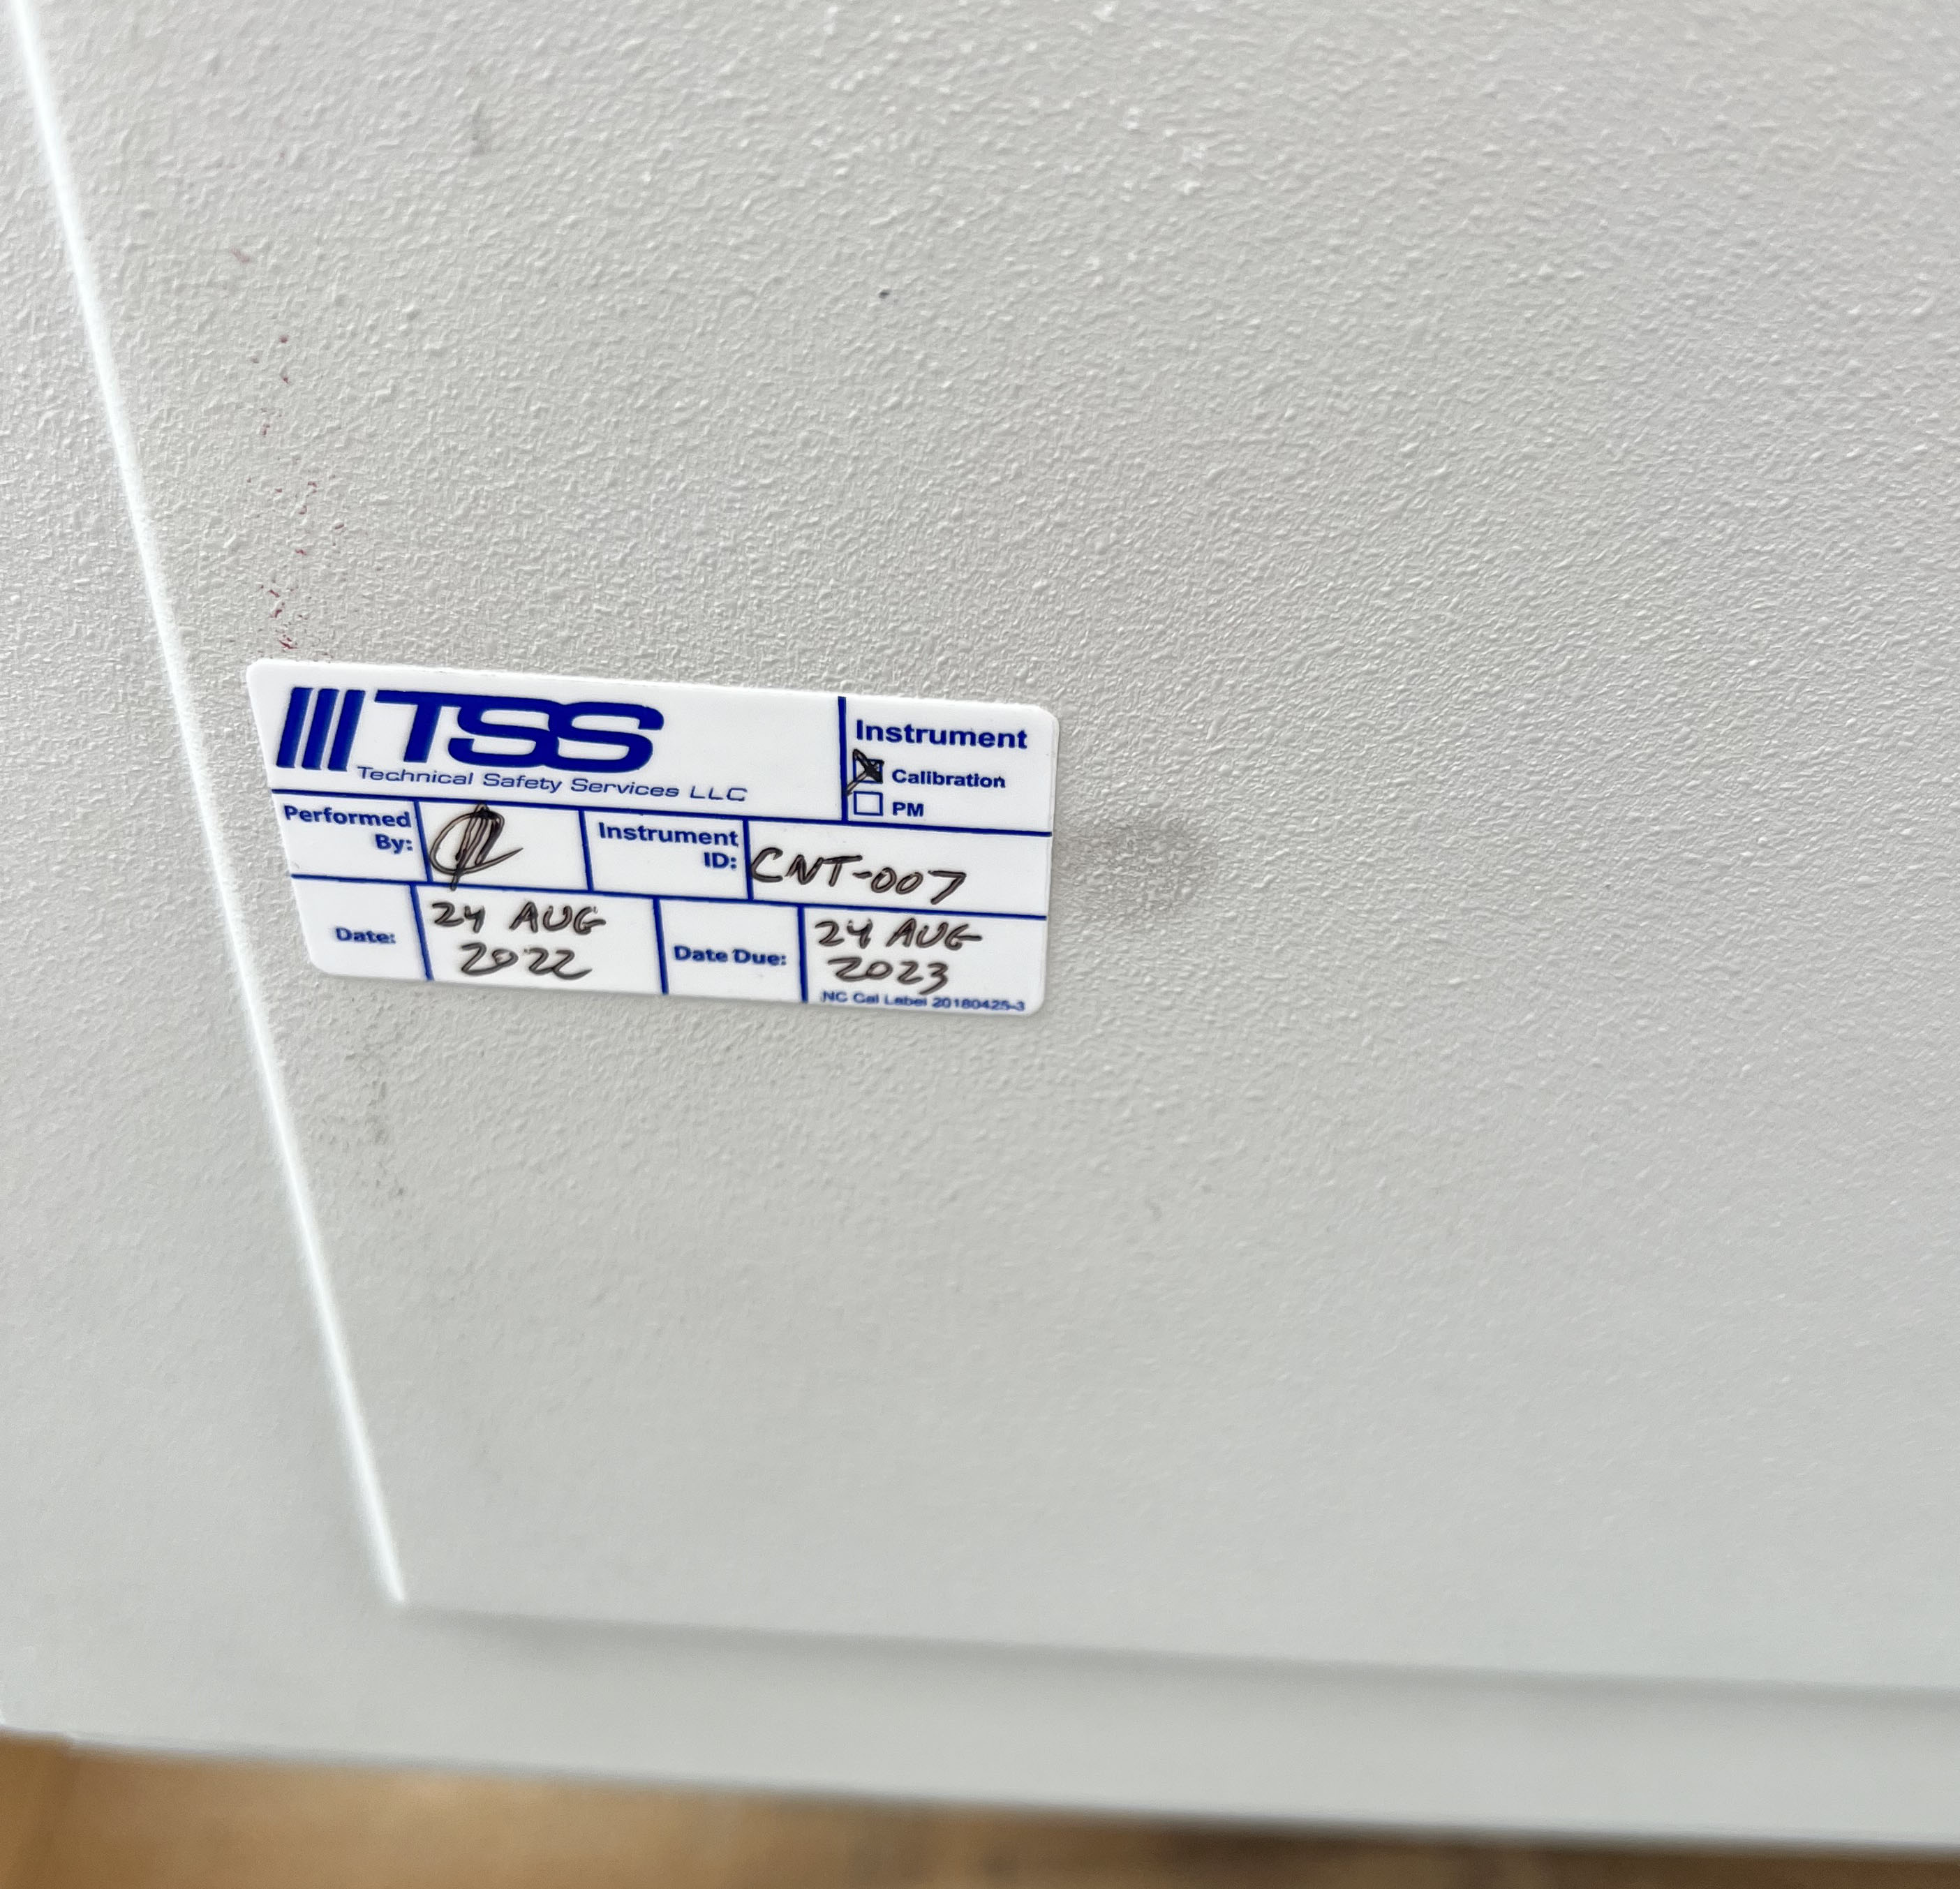 TSS
Technical Safety Services LLC
Instrument
Calibration
PM
Performed
By:
Instrument
ID:
CNT-007
Date:
24 AUG
2022
Date Due:
24 AUG
2023
NC Cal Label 20180425-3